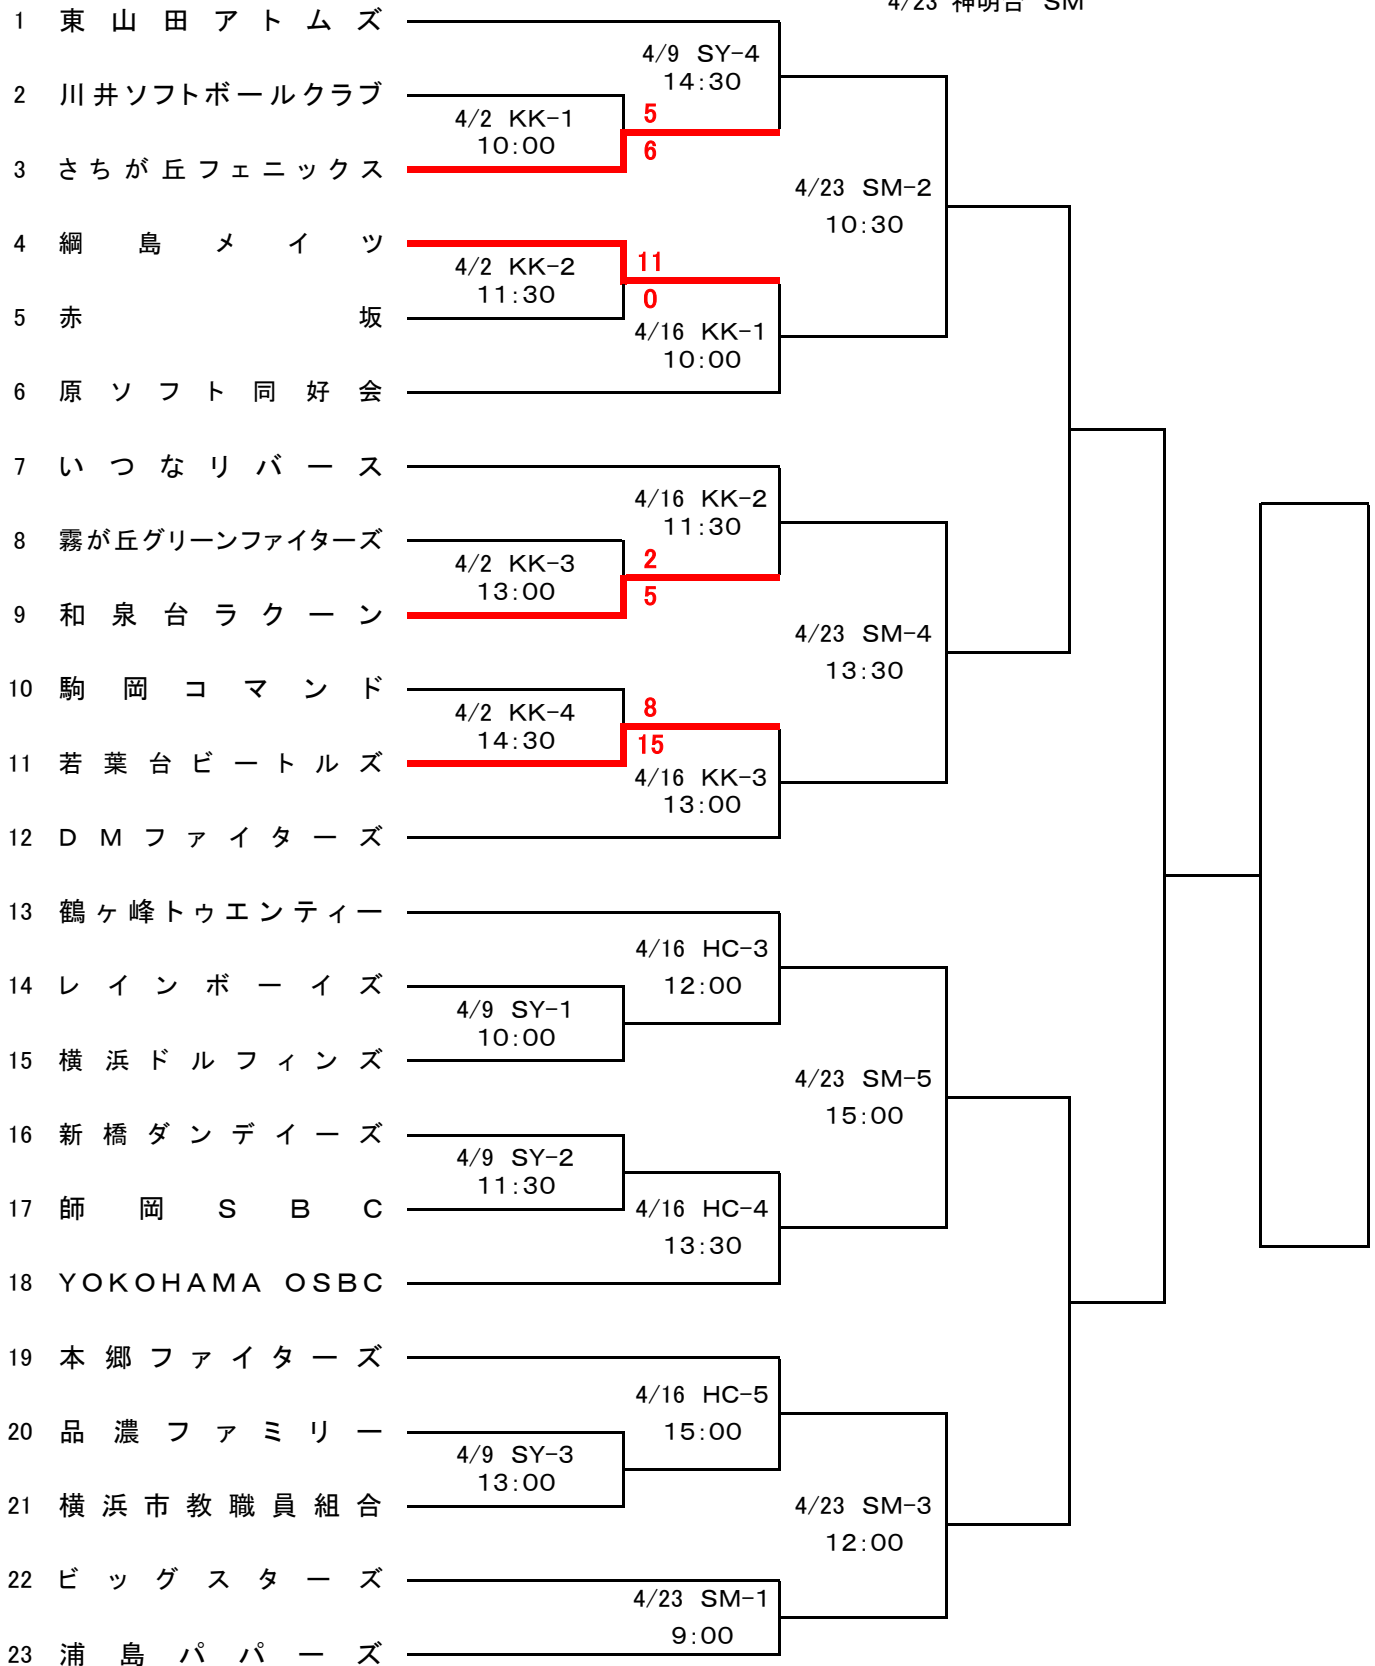 4/23 神明台 SM
1 東山田アトムズ
4/9 SY-4
14:30
2 川井ソフトボールクラブ
4/2 KK-1
10:00
5
6
3 さちが丘フェニックス
4/23 SM-2
10:30
4 綱島メイツ
4/2 KK-2
11:30
11
0
5 赤坂
4/16 KK-1
10:00
6 原ソフト同好会
7 いつなリバース
4/16 KK-2
11:30
8 霧が丘グリーンファイターズ
4/2 KK-3
13:00
2
5
9 和泉台ラクーン
4/23 SM-4
13:30
10 駒岡コマンド
4/2 KK-4
14:30
8
15
11 若葉台ビートルズ
4/16 KK-3
13:00
12 DMファイターズ
13 鶴ヶ峰トゥエンティー
4/16 HC-3
12:00
14 レインボーイズ
4/9 SY-1
10:00
15 横浜ドルフィンズ
4/23 SM-5
15:00
16 新橋ダンデイーズ
4/9 SY-2
11:30
17 師岡SBC
4/16 HC-4
13:30
18 YOKOHAMA OSBC
19 本郷ファイターズ
4/16 HC-5
15:00
20 品濃ファミリー
4/9 SY-3
13:00
21 横浜市教職員組合
4/23 SM-3
12:00
22 ビッグスターズ
4/23 SM-1
9:00
23 浦島パパーズ